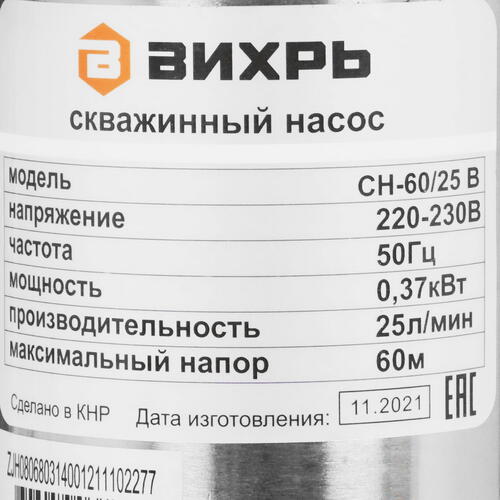 ВИХРЬ
скважинный насос
модель СН-60/25 В
напряжение 220-230В
частота 50Гц
мощность 0,37кВт
производительность 25л/мин
максимальный напор 60м
Сделано в КНР Дата изготовления: 11.2021 ЕАС
ZJH080680314001211102277